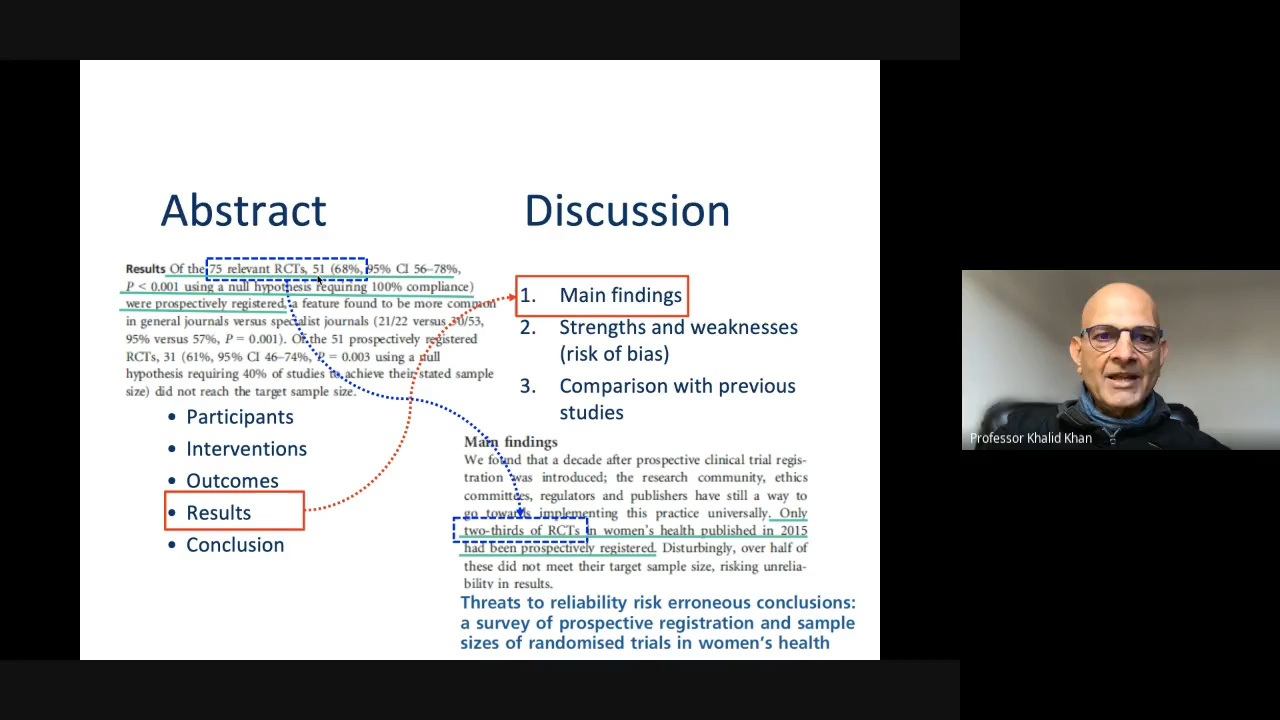 Abstract
Results Of the 75 relevant RCTs, 51 (68%, 95% CI 56–78%,
P < 0.001 using a null hypothesis requiring 100% compliance)
were prospectively registered, a feature found to be more common
in general journals versus specialist journals (21/22 versus 30/53,
95% versus 57%, P = 0.001). Of the 51 prospectively registered
RCTs, 31 (61%, 95% CI 46–74%, P = 0.003 using a null
hypothesis requiring 40% of studies to achieve their stated sample
size) did not reach the target sample size.
• Participants
• Interventions
• Outcomes
• Results
• Conclusion
Discussion
1. Main findings
2. Strengths and weaknesses
(risk of bias)
3. Comparison with previous
studies
Main findings
We found that a decade after prospective clinical trial regis-
tration was introduced; the research community, ethics
committees, regulators and publishers have still a way to
go towards implementing this practice universally. Only
two-thirds of RCTs in women's health published in 2015
had been prospectively registered. Disturbingly, over half of
these did not meet their target sample size, risking unrelia-
bility in results.
Threats to reliability risk erroneous conclusions:
a survey of prospective registration and sample
sizes of randomised trials in women's health
Professor Khalid Khan